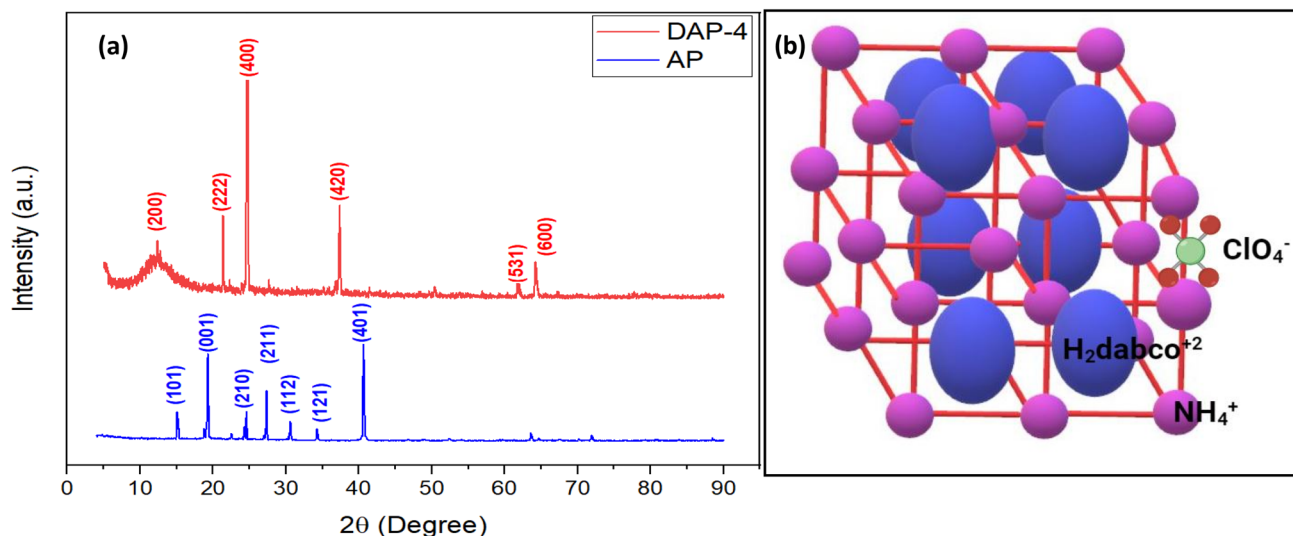 (a)
DAP-4
AP
(200)
(222)
(400)
(420)
(531)
(600)
(101)
(001)
(210)
(211)
(112)
(121)
(401)
Intensity (a.u.)
0 10 20 30 40 50 60 70 80 90
2θ (Degree)
(b)
ClO₄⁻
H₂dabco⁺²
NH₄⁺